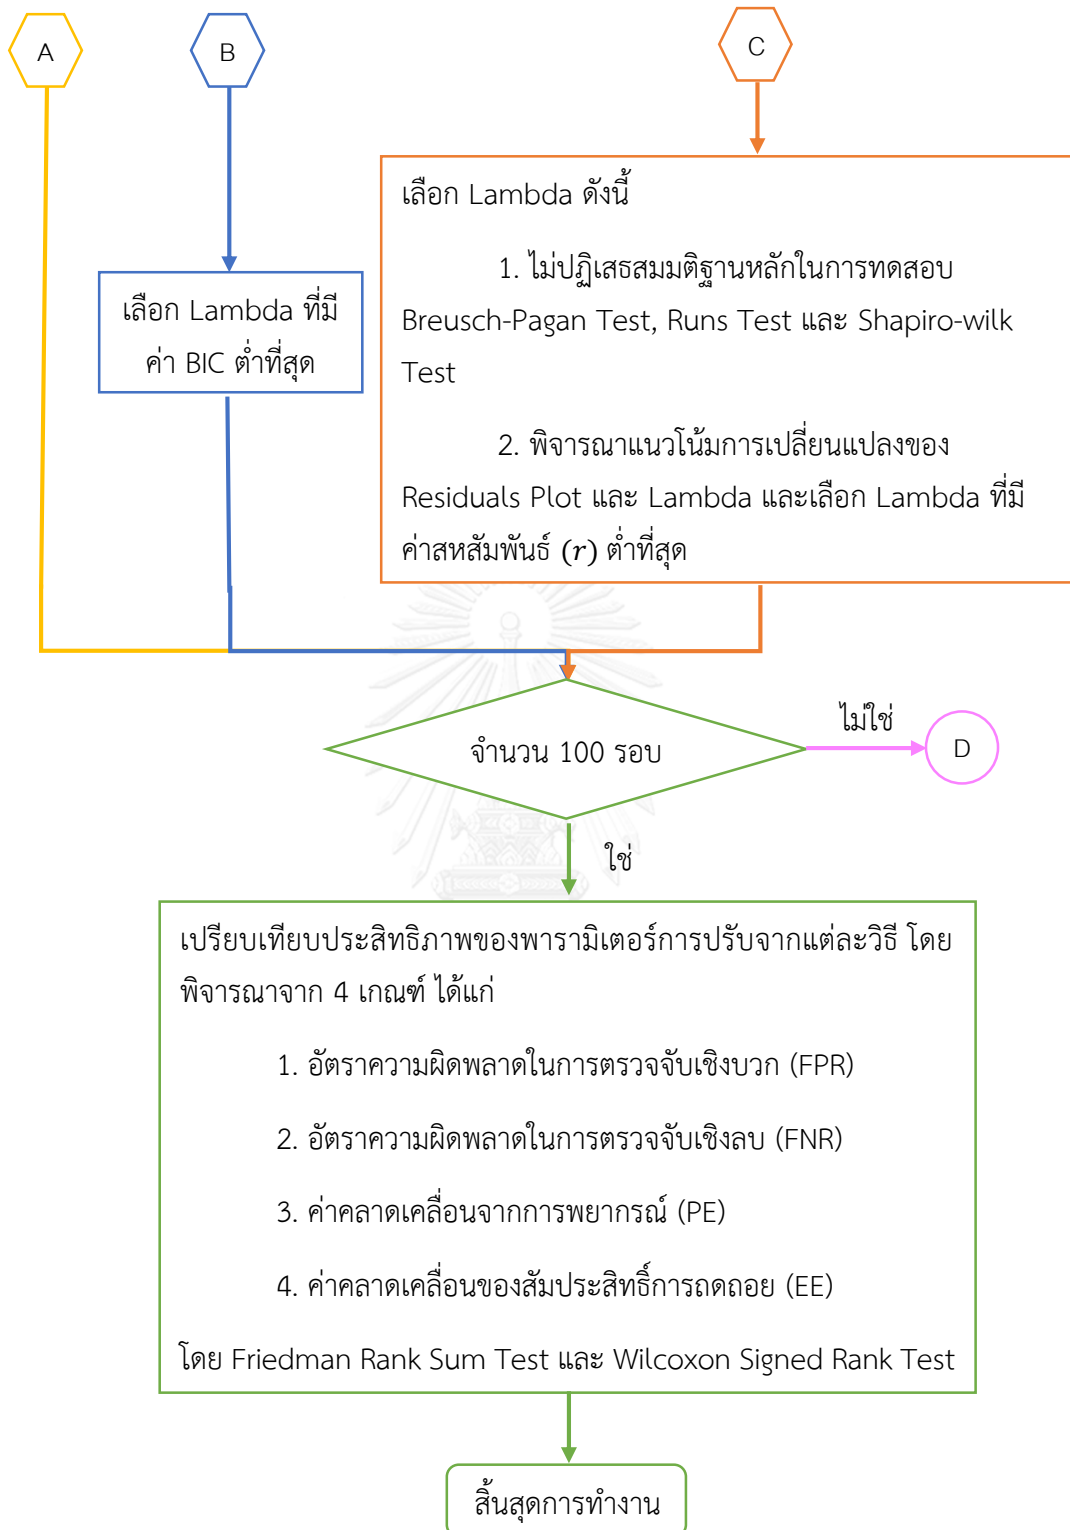 A
B
C
เลือก Lambda ที่มี
ค่า BIC ต่ำที่สุด
เลือก Lambda ดังนี้
1. ไม่ปฏิเสธสมมติฐานหลักในการทดสอบ
Breusch-Pagan Test, Runs Test และ Shapiro-wilk
Test
2. พิจารณาแนวโน้มการเปลี่ยนแปลงของ
Residuals Plot และ Lambda และเลือก Lambda ที่มี
ค่าสหสัมพันธ์ (r) ต่ำที่สุด
จำนวน 100 รอบ
ไม่ใช่
D
ใช่
เปรียบเทียบประสิทธิภาพของพารามิเตอร์การปรับจากแต่ละวิธี โดย
พิจารณาจาก 4 เกณฑ์ ได้แก่
1. อัตราความผิดพลาดในการตรวจจับเชิงบวก (FPR)
2. อัตราความผิดพลาดในการตรวจจับเชิงลบ (FNR)
3. ค่าคลาดเคลื่อนจากการพยากรณ์ (PE)
4. ค่าคลาดเคลื่อนของสัมประสิทธิ์การถดถอย (EE)
โดย Friedman Rank Sum Test และ Wilcoxon Signed Rank Test
สิ้นสุดการทำงาน